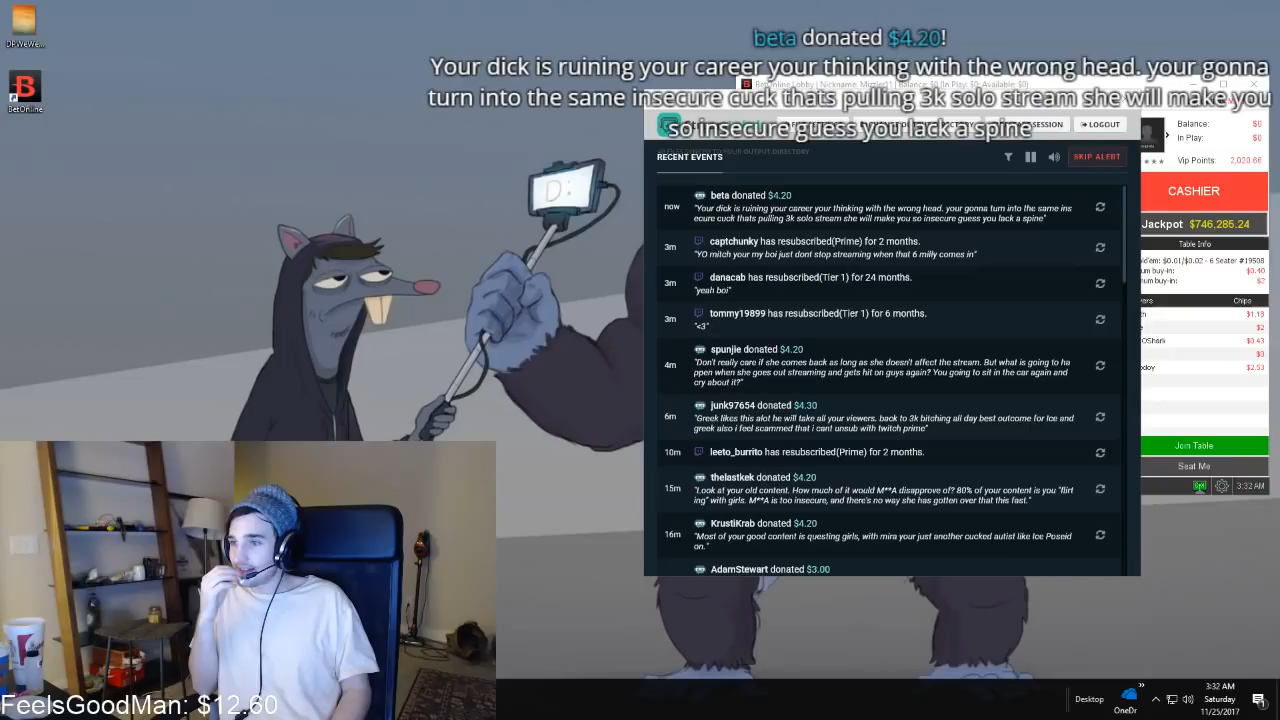 DPWeWe...
BetOnline
beta donated $4.20!
Your dick is ruining your career your thinking with the wrong head. your gonna
turn into the same insecure cuck thats pulling 3k solo stream she will make you
so insecure guess you lack a spine
LOGOUT
RECENT EVENTS
SKIP ALERT
now
beta donated $4.20
"Your dick is ruining your career your thinking with the wrong head. your gonna turn into the same ins
ecure cuck thats pulling 3k solo stream she will make you so insecure guess you lack a spine"
3m
captchunky has resubscribed(Prime) for 2 months.
"YO mitch your my boi just dont stop streaming when that 6 milly comes in"
3m
danacab has resubscribed(Tier 1) for 24 months.
"yeah boi"
3m
tommy19899 has resubscribed(Tier 1) for 6 months.
"<3"
4m
spunjie donated $4.20
"Don't really care if she comes back as long as she doesn't affect the stream. But what is going to ha
ppen when she goes out streaming and gets hit on guys again? You going to sit in the car again and
cry about it?"
6m
junk97654 donated $4.30
"Greek likes this alot he will take all your viewers. back to 3k bitching all day best outcome for Ice and
greek also i feel scammed that i cant unsub with twitch prime"
10m
leeto_burrito has resubscribed(Prime) for 2 months.
15m
thelastkek donated $4.20
"Look at your old content. How much of it would M**A disapprove of? 80% of your content is you "flirt
ing" with girls. M**A is too insecure, and there's no way she has gotten over that this fast."
16m
KrustiKrab donated $4.20
"Most of your good content is questing girls, with mira your just another cucked autist like Ice Poseid
on."
AdamStewart donated $3.00
Balance: $0
In Play: $0
Vip Points: 2,020.66
CASHIER
Jackpot $746,285.24
Table Info
$0.01/$0.02 - 6 Seater #19508
buy-in: $0.40
buy-in: $2
Chips
$1.18
$2
$0.43
$0
$2.53
Join Table
Seat Me
3:32 AM
D:
FeelsGoodMan: $12.60
Desktop
OneDr
3:32 AM
Saturday
11/25/2017